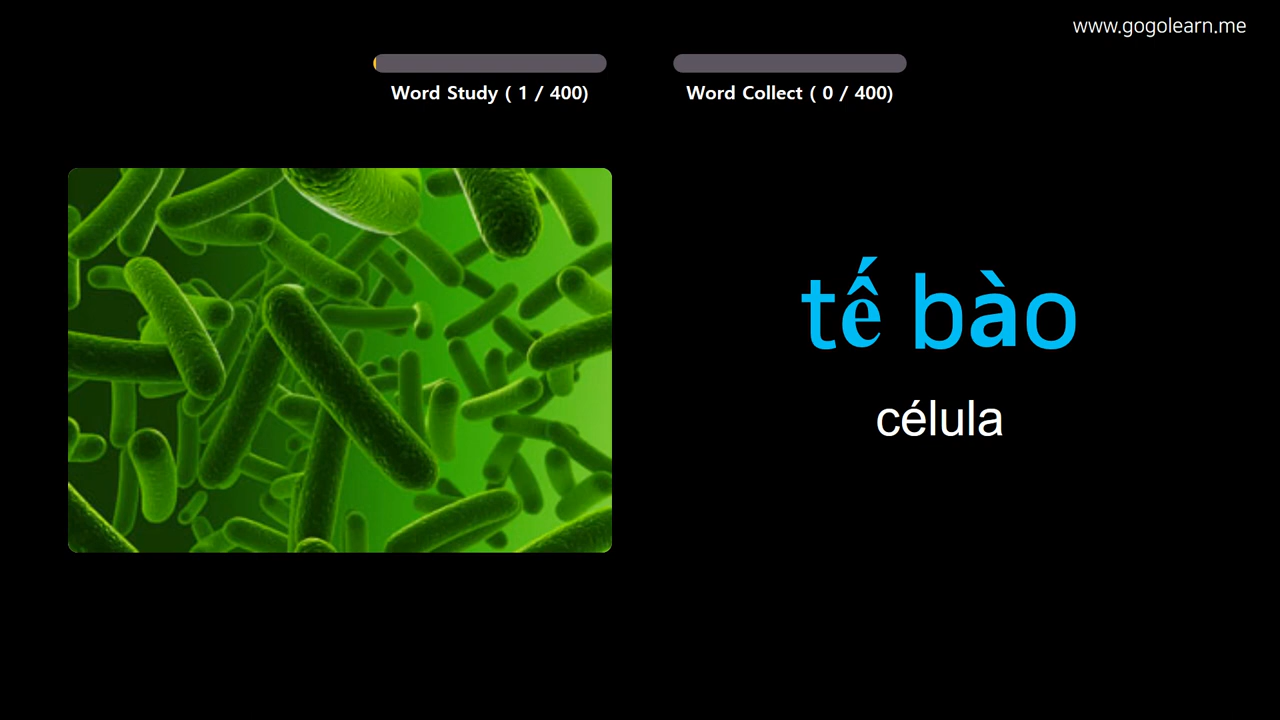 www.gogolearn.me
Word Study ( 1 / 400)
Word Collect ( 0 / 400)
tế bào
célula